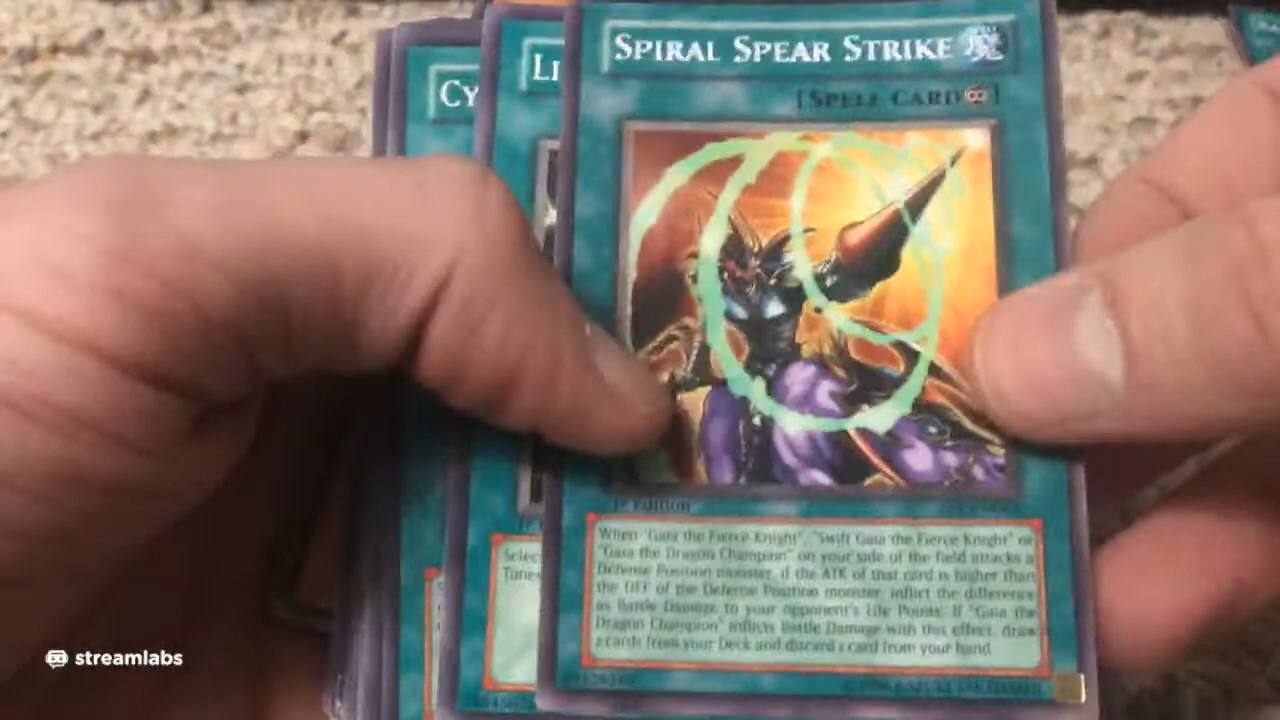 CY
LI
SPIRAL SPEAR STRIKE 魔
[SPELL CARD∞]
1st Edition
When "Gaia the Fierce Knight", "Swift Gaia the Fierce Knight" or
"Gaia the Dragon Champion" on your side of the field attacks a
Defense Position monster, if the ATK of that card is higher than
the DEF of the Defense Position monster, inflict the difference
as Battle Damage to your opponent's Life Points. If "Gaia the
Dragon Champion" inflicts Battle Damage with this effect, draw
2 cards from your Deck and discard 1 card from your hand.
Selec
Tune
streamlabs